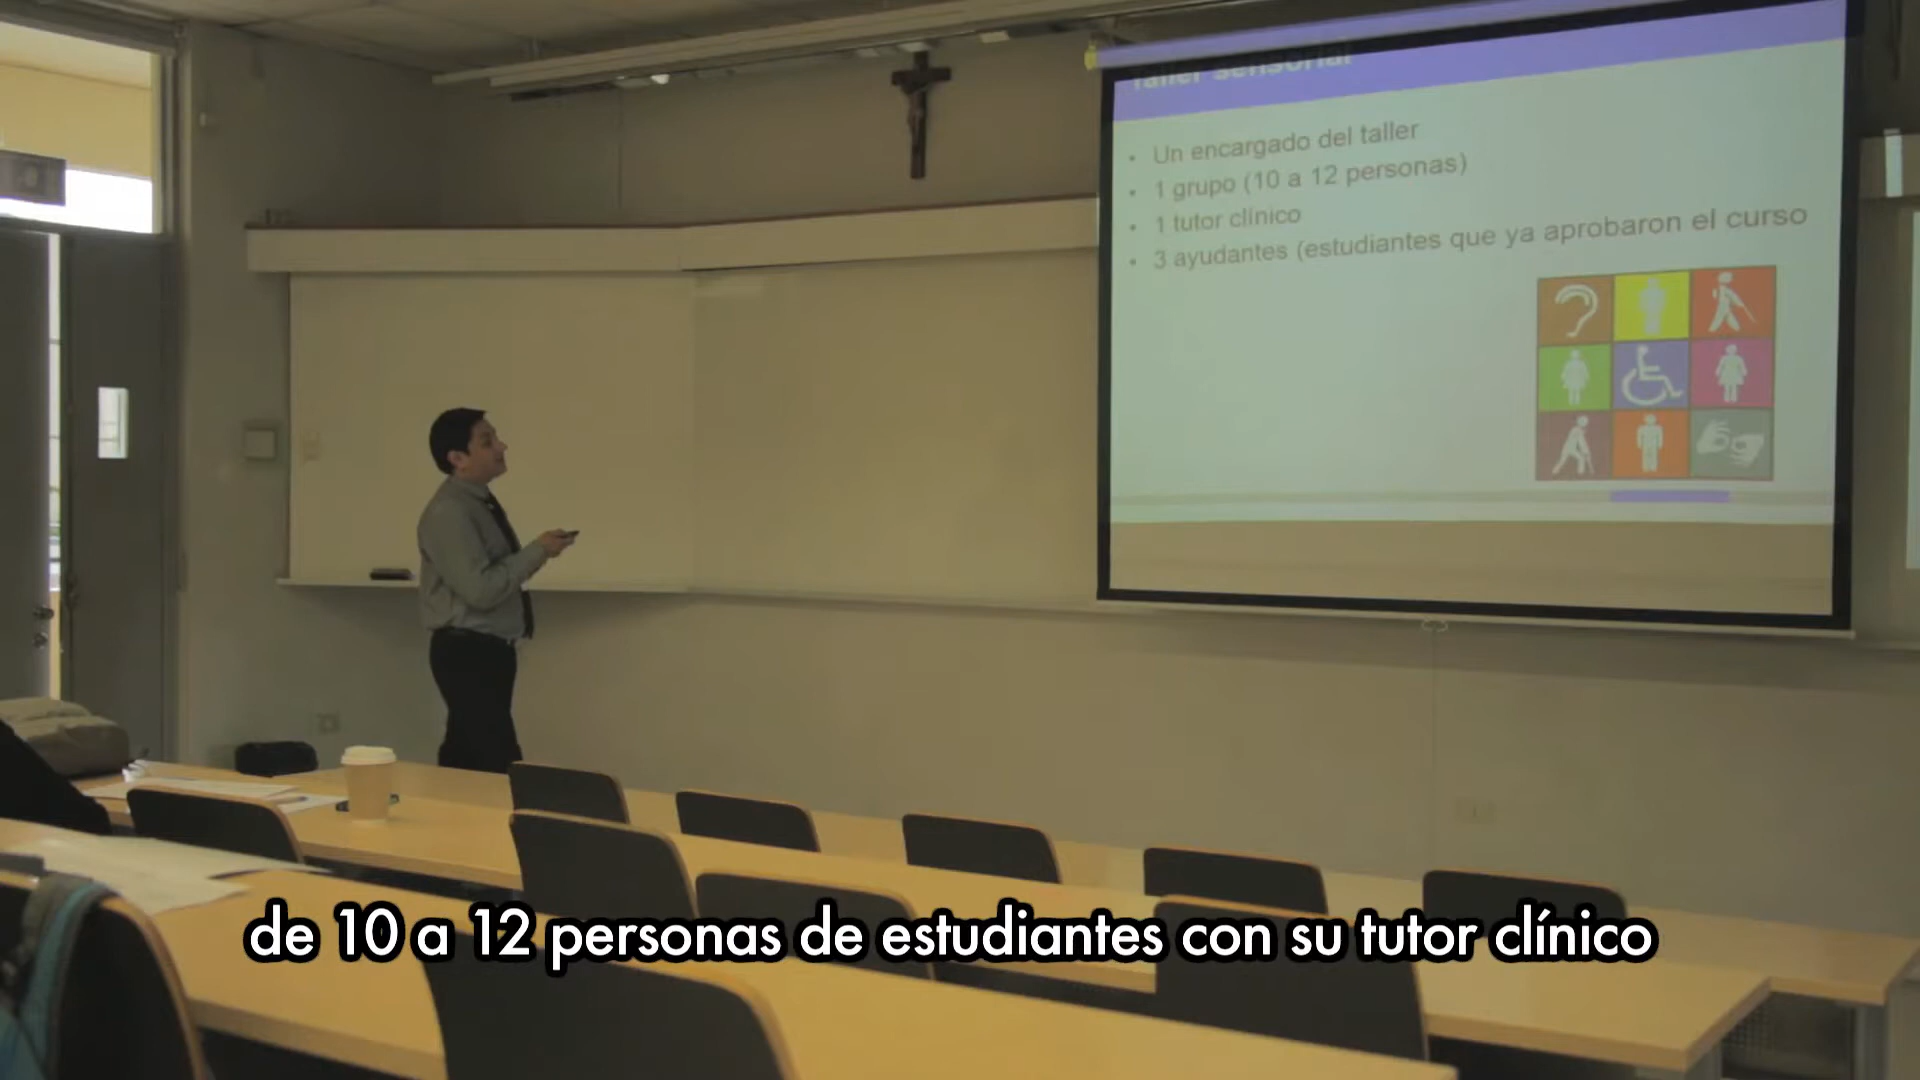 Taller sensorial
• Un encargado del taller
• 1 grupo (10 a 12 personas)
• 1 tutor clínico
• 3 ayudantes (estudiantes que ya aprobaron el curso
de 10 a 12 personas de estudiantes con su tutor clínico